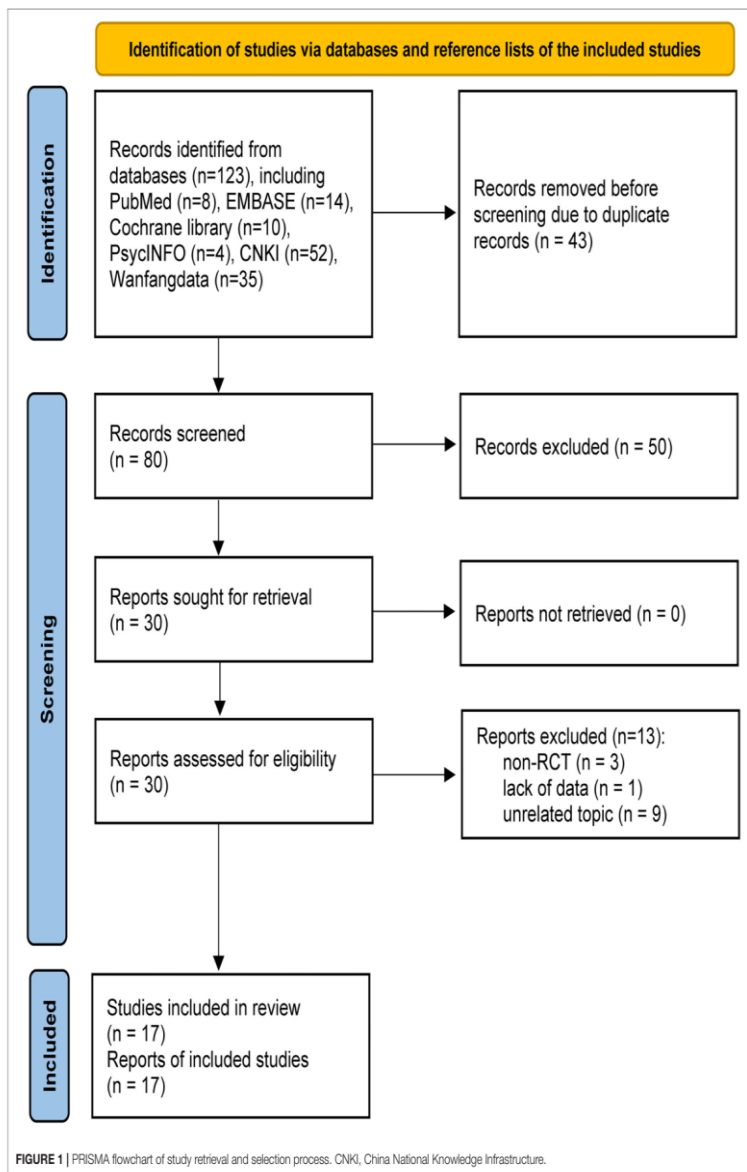 Identification of studies via databases and reference lists of the included studies
Identification
Records identified from
databases (n=123), including
PubMed (n=8), EMBASE (n=14),
Cochrane library (n=10),
PsycINFO (n=4), CNKI (n=52),
Wanfangdata (n=35)
Records removed before
screening due to duplicate
records (n = 43)
Screening
Records screened
(n = 80)
Records excluded (n = 50)
Reports sought for retrieval
(n = 30)
Reports not retrieved (n = 0)
Reports assessed for eligibility
(n = 30)
Reports excluded (n=13):
non-RCT (n = 3)
lack of data (n = 1)
unrelated topic (n = 9)
Included
Studies included in review
(n = 17)
Reports of included studies
(n = 17)
FIGURE 1 | PRISMA flowchart of study retrieval and selection process. CNKI, China National Knowledge Infrastructure.